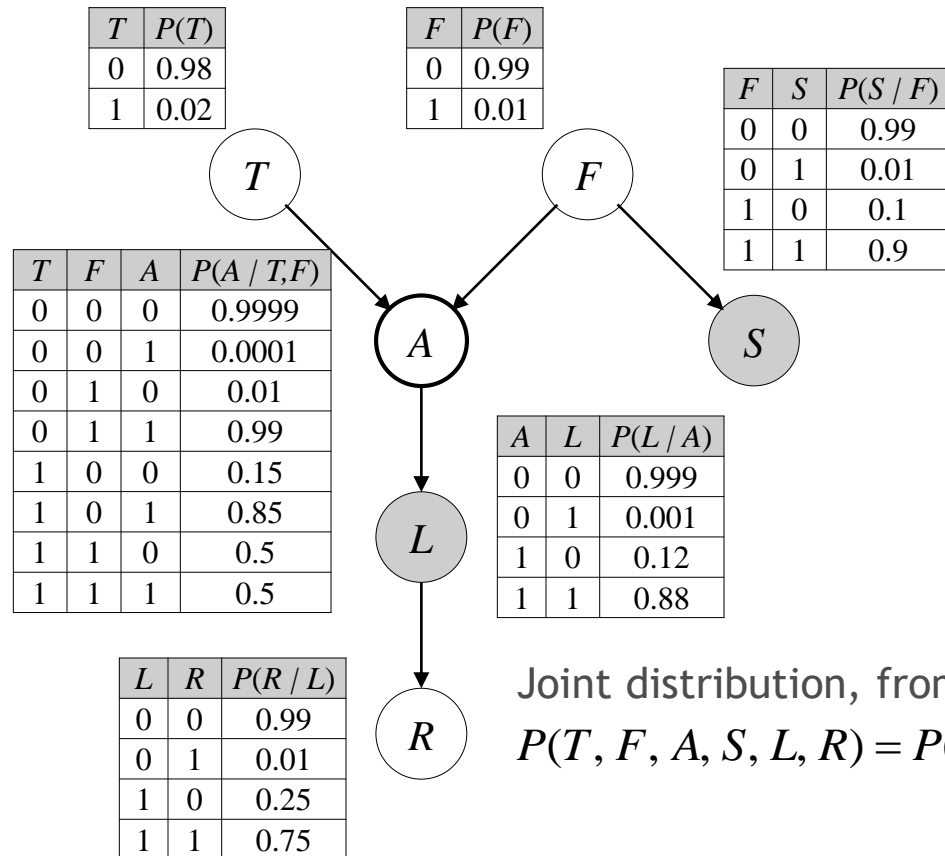 T P(T)
0 0.98
1 0.02
F P(F)
0 0.99
1 0.01
F S P(S / F)
0 0 0.99
0 1 0.01
1 0 0.1
1 1 0.9
T
F
T F A P(A / T,F)
0 0 0 0.9999
0 0 1 0.0001
0 1 0 0.01
0 1 1 0.99
1 0 0 0.15
1 0 1 0.85
1 1 0 0.5
1 1 1 0.5
A
S
A L P(L / A)
0 0 0.999
0 1 0.001
1 0 0.12
1 1 0.88
L
L R P(R / L)
0 0 0.99
0 1 0.01
1 0 0.25
1 1 0.75
R
Joint distribution, from
P(T, F, A, S, L, R) = P(